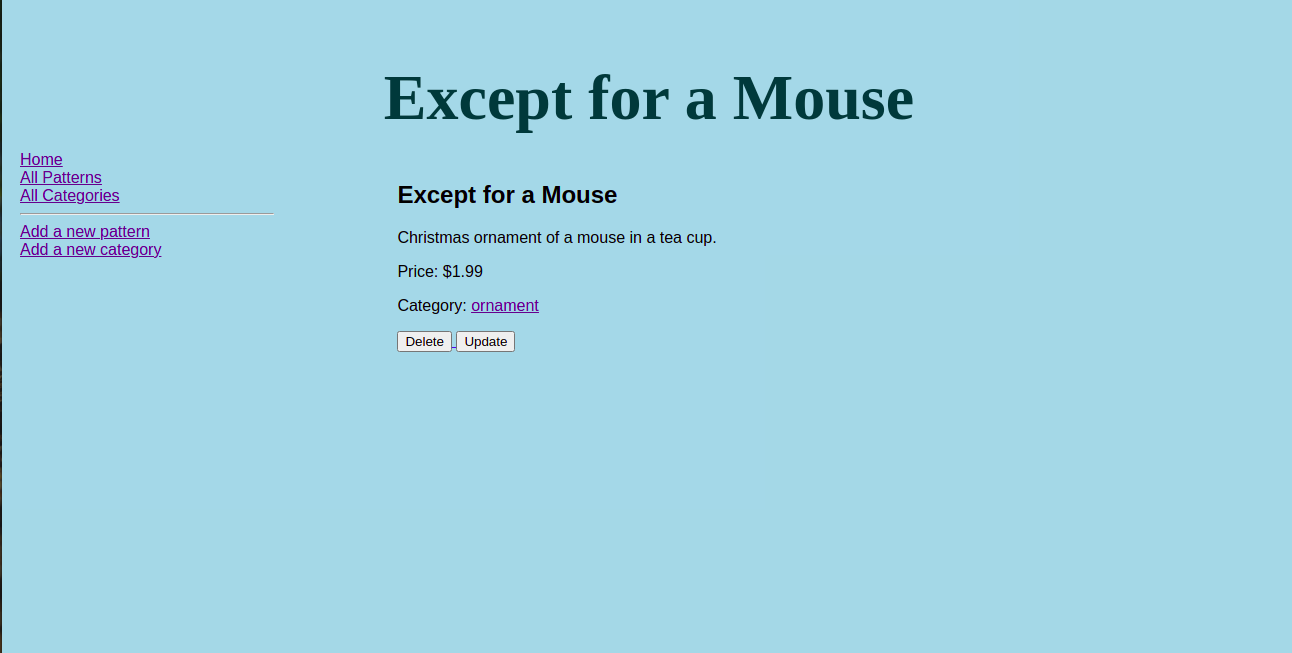 Except for a Mouse
Home
All Patterns
All Categories
Add a new pattern
Add a new category
Except for a Mouse
Christmas ornament of a mouse in a tea cup.
Price: $1.99
Category: ornament
Delete Update